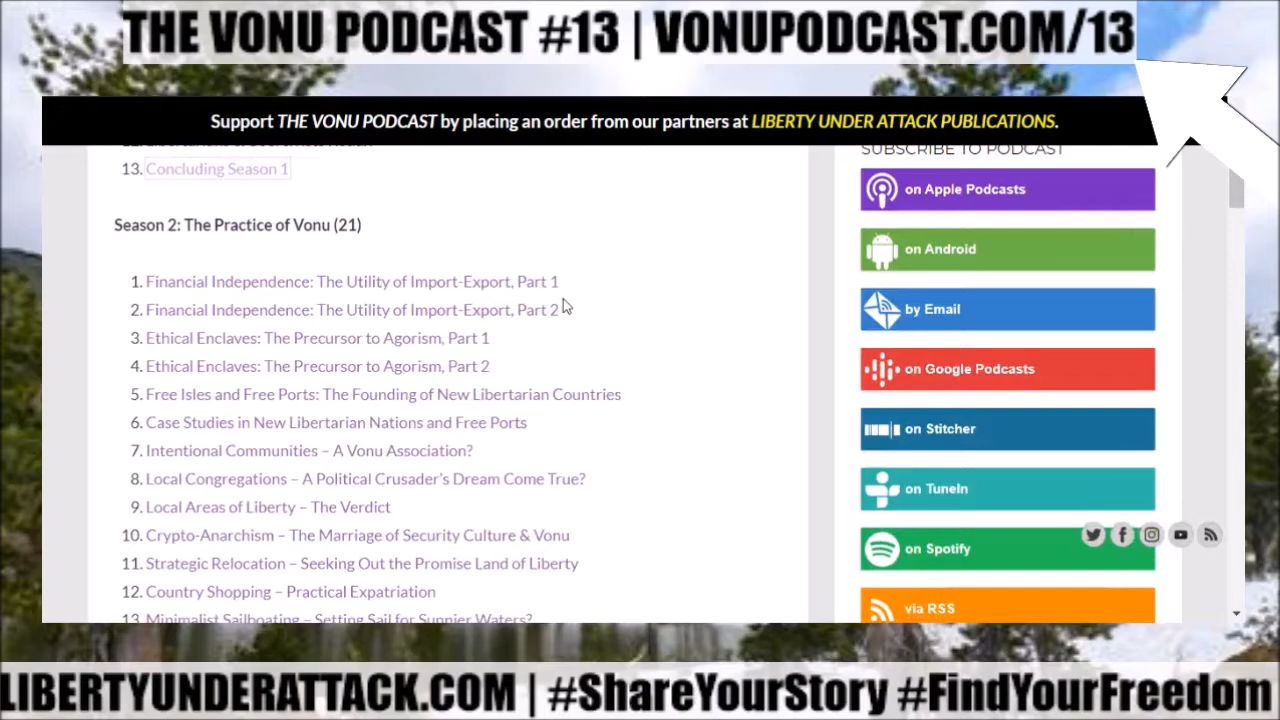 THE VONU PODCAST #13 | VONUPODCAST.COM/13
Support THE VONU PODCAST by placing an order from our partners at LIBERTY UNDER ATTACK PUBLICATIONS.
13. Concluding Season 1
Season 2: The Practice of Vonu (21)
1. Financial Independence: The Utility of Import-Export, Part 1
2. Financial Independence: The Utility of Import-Export, Part 2
3. Ethical Enclaves: The Precursor to Agorism, Part 1
4. Ethical Enclaves: The Precursor to Agorism, Part 2
5. Free Isles and Free Ports: The Founding of New Libertarian Countries
6. Case Studies in New Libertarian Nations and Free Ports
7. Intentional Communities – A Vonu Association?
8. Local Congregations – A Political Crusader's Dream Come True?
9. Local Areas of Liberty – The Verdict
10. Crypto-Anarchism – The Marriage of Security Culture & Vonu
11. Strategic Relocation – Seeking Out the Promise Land of Liberty
12. Country Shopping – Practical Expatriation
13. Minimalist Sailboating – Setting Sail for Sunnier Waters?
SUBSCRIBE TO PODCAST
on Apple Podcasts
on Android
by Email
on Google Podcasts
on Stitcher
on TuneIn
on Spotify
via RSS
LIBERTYUNDERATTACK.COM | #ShareYourStory #FindYourFreedom